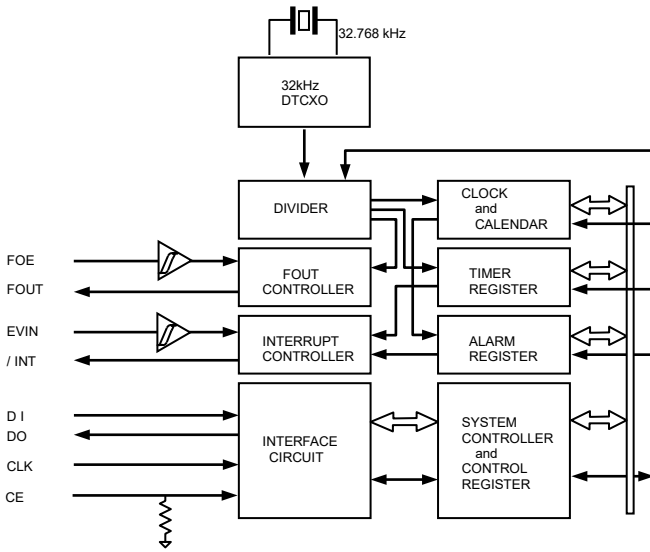 32.768 kHz
32kHz
DTCXO
DIVIDER
CLOCK
and
CALENDAR
FOE
FOUT
FOUT
CONTROLLER
TIMER
REGISTER
EVIN
/ INT
INTERRUPT
CONTROLLER
ALARM
REGISTER
D I
DO
CLK
CE
INTERFACE
CIRCUIT
SYSTEM
CONTROLLER
and
CONTROL
REGISTER